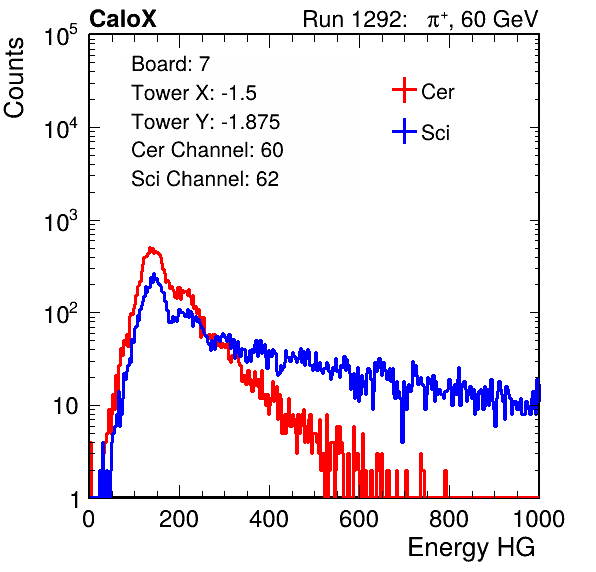 CaloX Run 1292: π⁺, 60 GeV
Counts
Board: 7
Tower X: -1.5
Tower Y: -1.875
Cer Channel: 60
Sci Channel: 62
Cer
Sci
10⁵
10⁴
10³
10²
10
1
0 200 400 600 800 1000
Energy HG